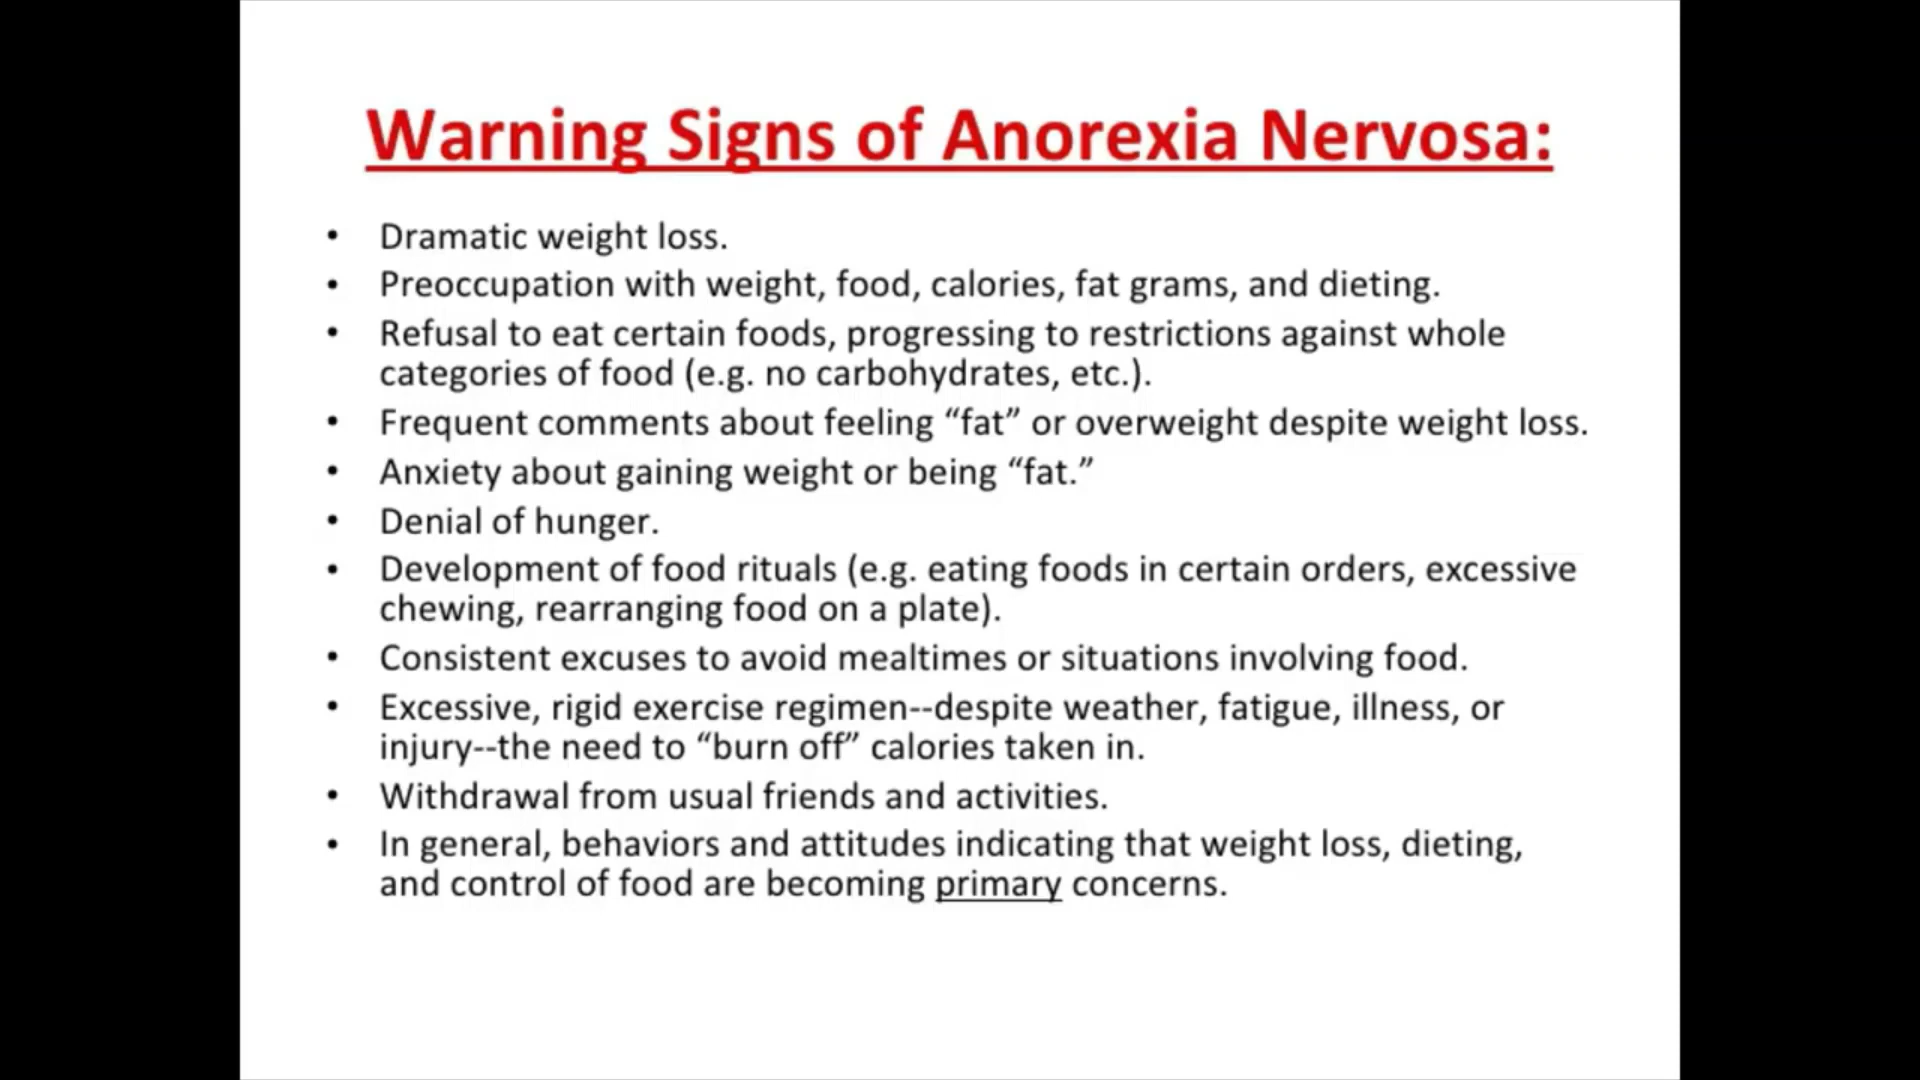 Warning Signs of Anorexia Nervosa:
• Dramatic weight loss.
• Preoccupation with weight, food, calories, fat grams, and dieting.
• Refusal to eat certain foods, progressing to restrictions against whole
categories of food (e.g. no carbohydrates, etc.).
• Frequent comments about feeling “fat” or overweight despite weight loss.
• Anxiety about gaining weight or being “fat.”
• Denial of hunger.
• Development of food rituals (e.g. eating foods in certain orders, excessive
chewing, rearranging food on a plate).
• Consistent excuses to avoid mealtimes or situations involving food.
• Excessive, rigid exercise regimen--despite weather, fatigue, illness, or
injury--the need to “burn off” calories taken in.
• Withdrawal from usual friends and activities.
• In general, behaviors and attitudes indicating that weight loss, dieting,
and control of food are becoming primary concerns.